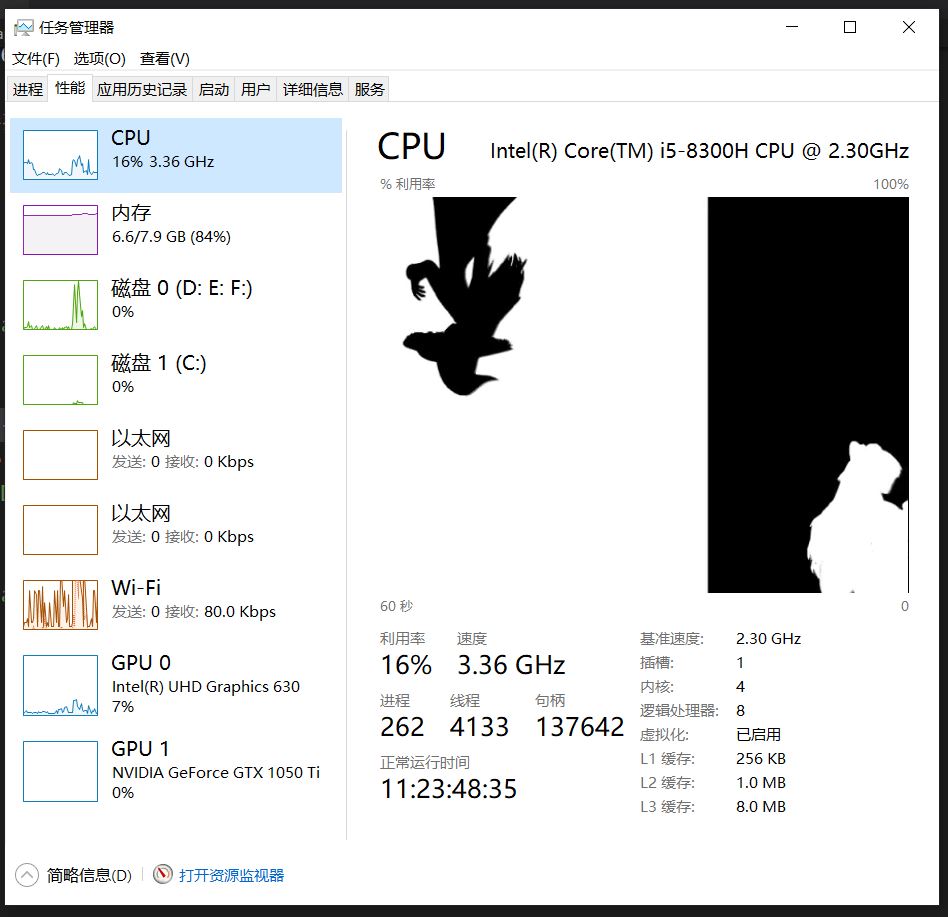 任务管理器
文件(F) 选项(O) 查看(V)
进程 性能 应用历史记录 启动 用户 详细信息 服务
CPU
16% 3.36 GHz
内存
6.6/7.9 GB (84%)
磁盘 0 (D: E: F:)
0%
磁盘 1 (C:)
0%
以太网
发送: 0 接收: 0 Kbps
以太网
发送: 0 接收: 0 Kbps
Wi-Fi
发送: 0 接收: 80.0 Kbps
GPU 0
Intel(R) UHD Graphics 630
7%
GPU 1
NVIDIA GeForce GTX 1050 Ti
0%
CPU Intel(R) Core(TM) i5-8300H CPU @ 2.30GHz
% 利用率 100%
60 秒 0
利用率 速度
16% 3.36 GHz
进程 线程 句柄
262 4133 137642
正常运行时间
11:23:48:35
基准速度: 2.30 GHz
插槽: 1
内核: 4
逻辑处理器: 8
虚拟化: 已启用
L1 缓存: 256 KB
L2 缓存: 1.0 MB
L3 缓存: 8.0 MB
简略信息(D) 打开资源监视器